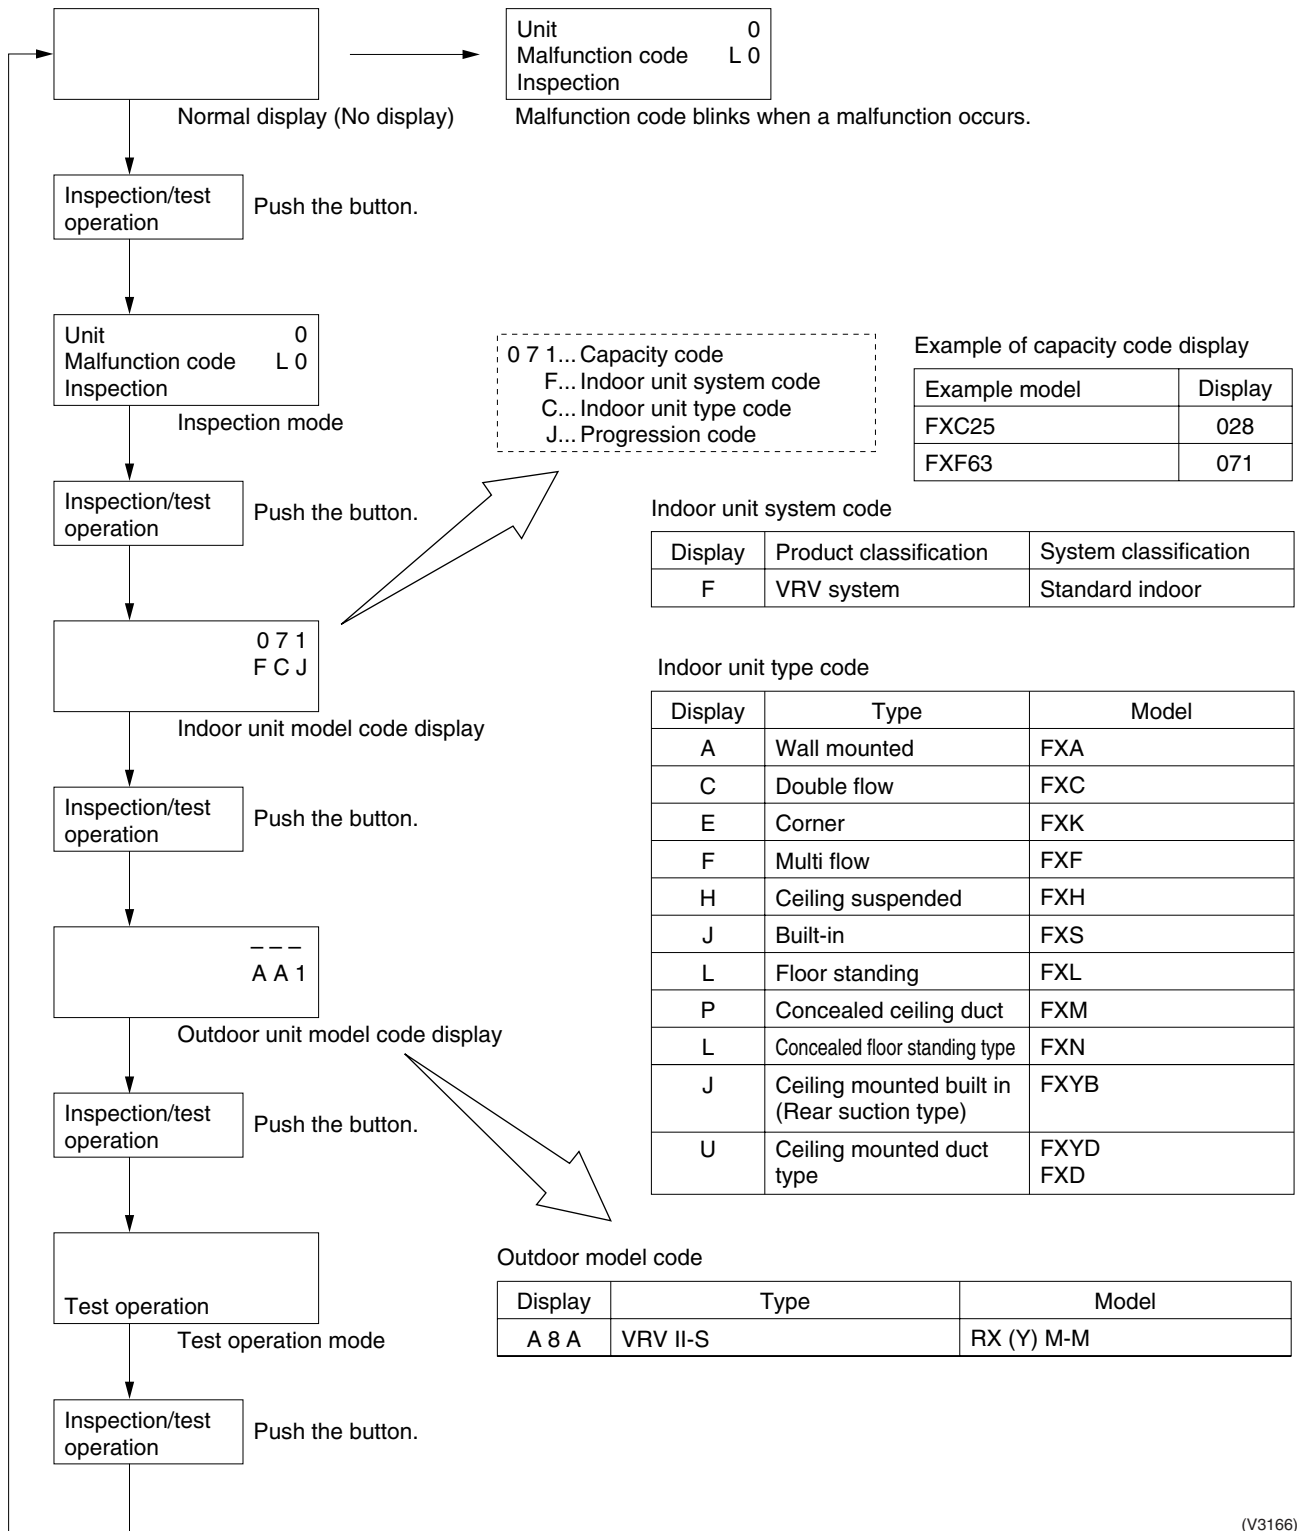 Unit 0
Malfunction code L 0
Inspection
Normal display (No display)
Malfunction code blinks when a malfunction occurs.
Inspection/test
operation
Push the button.
Unit 0
Malfunction code L 0
Inspection
Inspection mode
0 7 1... Capacity code
F... Indoor unit system code
C... Indoor unit type code
J... Progression code
Example of capacity code display
Example model Display
FXC25 028
FXF63 071
Inspection/test
operation
Push the button.
Indoor unit system code
Display Product classification System classification
F VRV system Standard indoor
0 7 1
F C J
Indoor unit model code display
Indoor unit type code
Display Type Model
A Wall mounted FXA
C Double flow FXC
E Corner FXK
F Multi flow FXF
H Ceiling suspended FXH
J Built-in FXS
L Floor standing FXL
P Concealed ceiling duct FXM
L Concealed floor standing type FXN
J Ceiling mounted built in FXYB
(Rear suction type)
U Ceiling mounted duct FXYD
type FXD
Inspection/test
operation
Push the button.
– – –
A A 1
Outdoor unit model code display
Inspection/test
operation
Push the button.
Test operation
Test operation mode
Outdoor model code
Display Type Model
A 8 A VRV II-S RX (Y) M-M
Inspection/test
operation
Push the button.
(V3166)